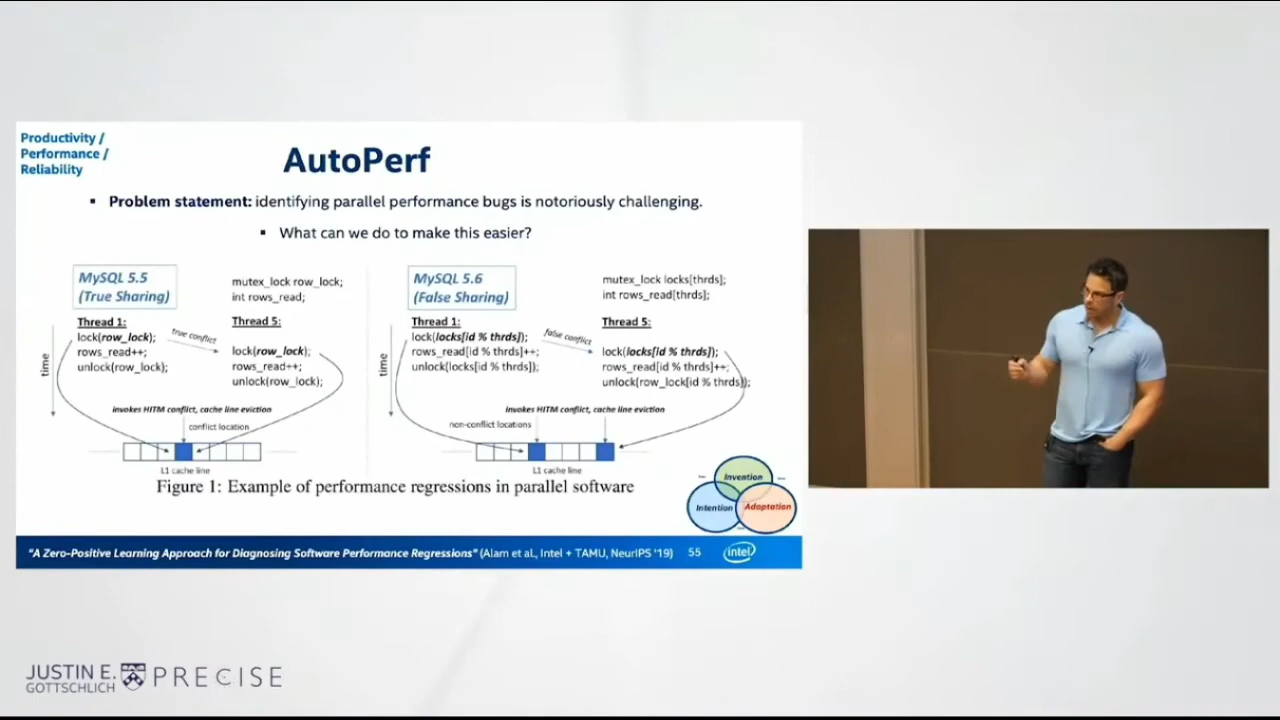 Productivity /
Performance /
Reliability
AutoPerf
▪ Problem statement: identifying parallel performance bugs is notoriously challenging.
▪ What can we do to make this easier?
MySQL 5.5
(True Sharing)
mutex_lock row_lock;
int rows_read;
Thread 1:
lock(row_lock);
rows_read++;
unlock(row_lock);
true conflict
Thread 5:
lock(row_lock);
rows_read++;
unlock(row_lock);
time
invokes HITM conflict, cache line eviction
conflict location
L1 cache line
MySQL 5.6
(False Sharing)
mutex_lock locks[thrds];
int rows_read[thrds];
Thread 1:
lock(locks[id % thrds]);
rows_read[id % thrds]++;
unlock(locks[id % thrds]);
false conflict
Thread 5:
lock(locks[id % thrds]);
rows_read[id % thrds]++;
unlock(row_lock[id % thrds]);
time
invokes HITM conflict, cache line eviction
non-conflict locations
L1 cache line
Figure 1: Example of performance regressions in parallel software
Invention
Intention
Adaptation
"A Zero-Positive Learning Approach for Diagnosing Software Performance Regressions" (Alam et al., Intel + TAMU, NeurIPS '19)
55
intel
JUSTIN E.
GOTTSCHLICH
PRECISE